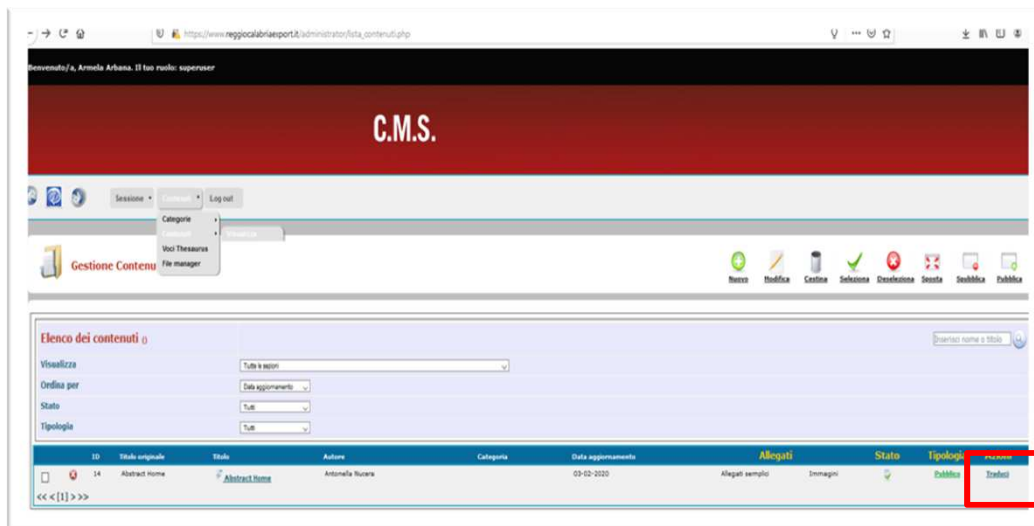 https://www.reggiocalabriaexport.it/administrator/lista_contenuti.php
Benvenuto/a, Armela Arbana. Il tuo ruolo: superuser
C.M.S.
Sessione Contenuti Log out
Categorie
Contenuti Visualizza
Voci Thesaurus
File manager
Gestione Contenu
Nuovo Modifica Cestina Seleziona Deseleziona Sposta Spubblica Pubblica
Elenco dei contenuti ()
Inserisci nome o titolo
Visualizza Tutte le sezioni
Ordina per Data aggiornamento
Stato Tutti
Tipologia Tutti
ID Titolo originale Titolo Autore Categoria Data aggiornamento Allegati Stato Tipologia Azioni
14 Abstract Home Abstract Home Antonella Nucera 03-02-2020 Allegati semplici Immagini Pubblica Traduci
<< < [1] > >>